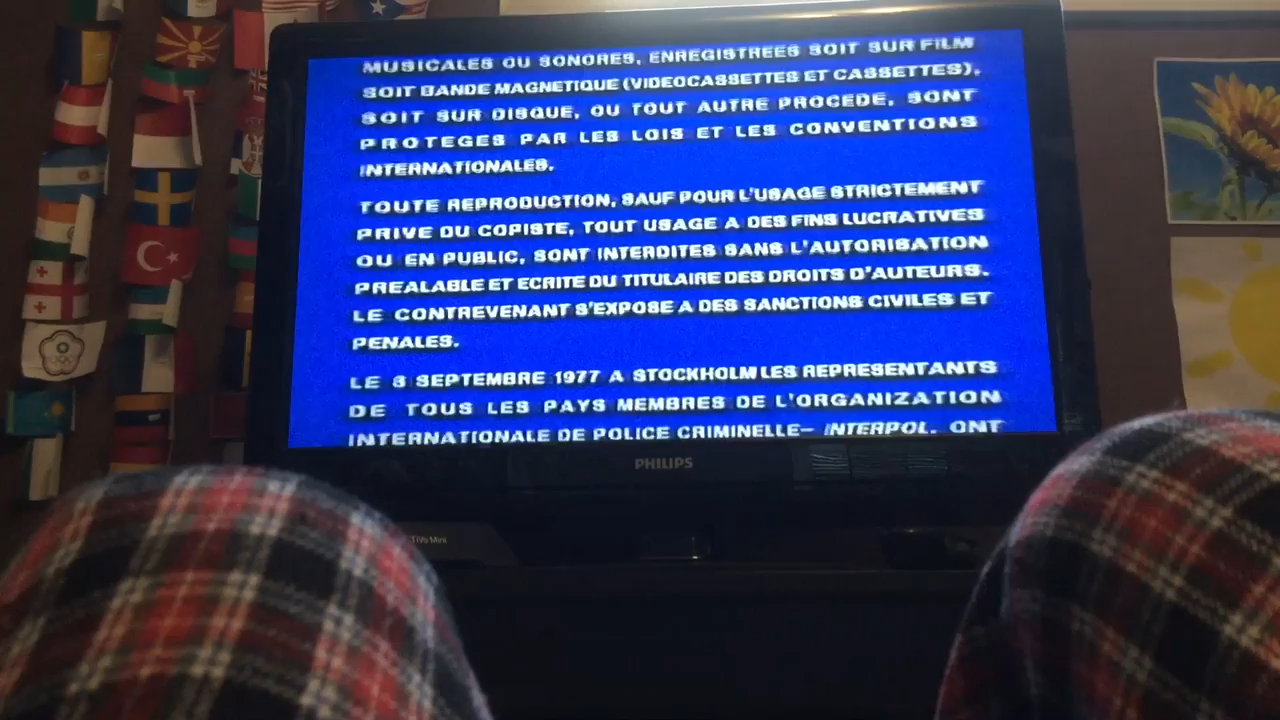 MUSICALES OU SONORES, ENREGISTREES SOIT SUR FILM
SOIT BANDE MAGNETIQUE (VIDEOCASSETTES ET CASSETTES),
SOIT SUR DISQUE, OU TOUT AUTRE PROCEDE, SONT
PROTEGES PAR LES LOIS ET LES CONVENTIONS
INTERNATIONALES.
TOUTE REPRODUCTION, SAUF POUR L'USAGE STRICTEMENT
PRIVE DU COPISTE, TOUT USAGE A DES FINS LUCRATIVES
OU EN PUBLIC, SONT INTERDITES SANS L'AUTORISATION
PREALABLE ET ECRITE DU TITULAIRE DES DROITS D'AUTEURS.
LE CONTREVENANT S'EXPOSE A DES SANCTIONS CIVILES ET
PENALES.
LE 8 SEPTEMBRE 1977 A STOCKHOLM LES REPRESENTANTS
DE TOUS LES PAYS MEMBRES DE L'ORGANIZATION
INTERNATIONALE DE POLICE CRIMINELLE- INTERPOL, ONT
PHILIPS
TiVo Mini